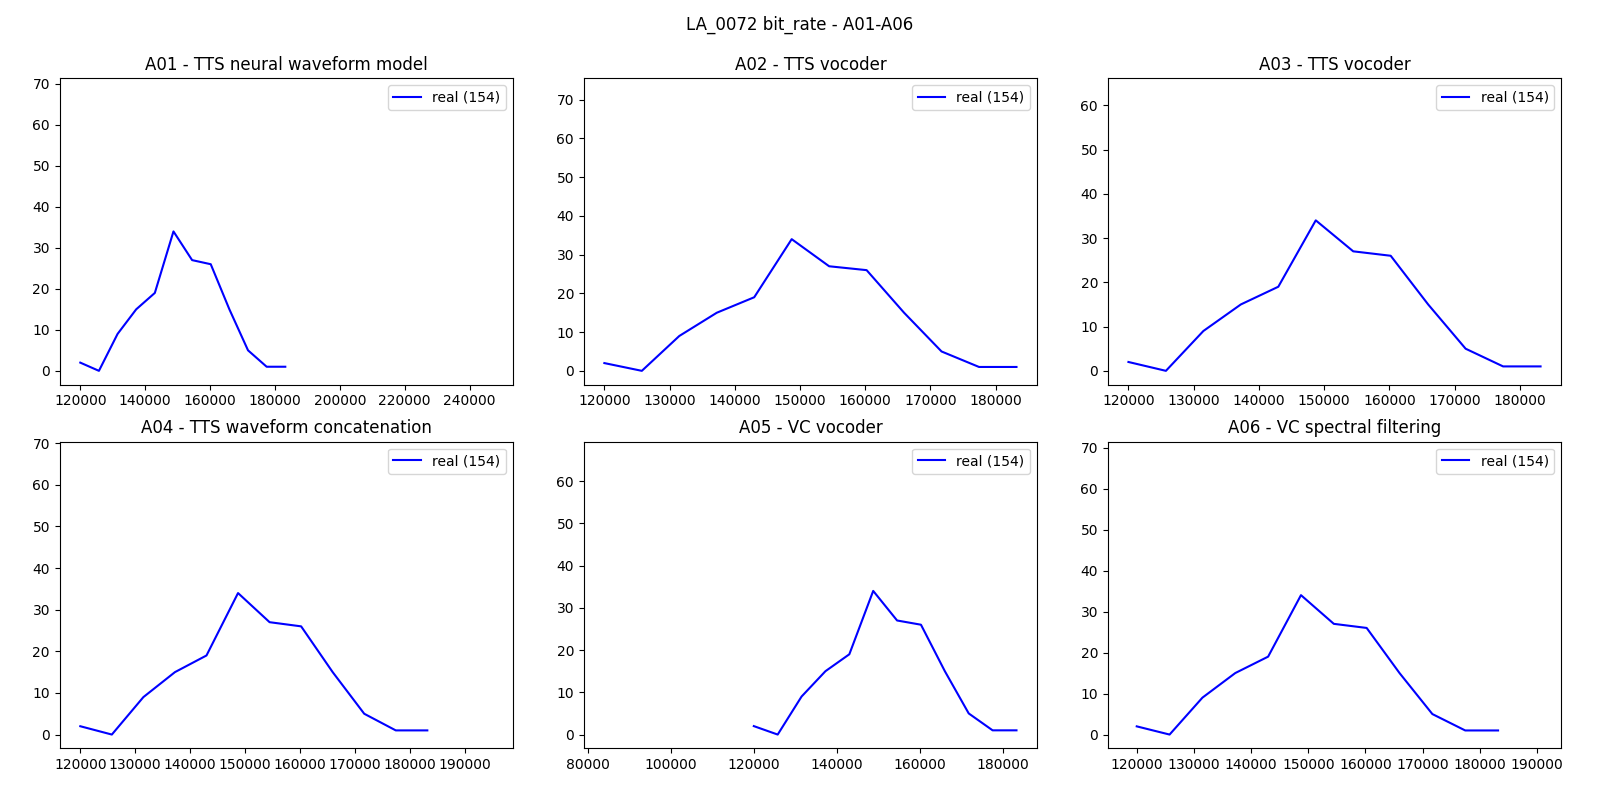 LA_0072 bit_rate - A01-A06
A01 - TTS neural waveform model
70
60
50
40
30
20
10
0
120000 140000 160000 180000 200000 220000 240000
real (154)
A02 - TTS vocoder
70
60
50
40
30
20
10
0
120000 130000 140000 150000 160000 170000 180000
real (154)
A03 - TTS vocoder
60
50
40
30
20
10
0
120000 130000 140000 150000 160000 170000 180000
real (154)
A04 - TTS waveform concatenation
70
60
50
40
30
20
10
0
120000 130000 140000 150000 160000 170000 180000 190000
real (154)
A05 - VC vocoder
60
50
40
30
20
10
0
80000 100000 120000 140000 160000 180000
real (154)
A06 - VC spectral filtering
70
60
50
40
30
20
10
0
120000 130000 140000 150000 160000 170000 180000 190000
real (154)